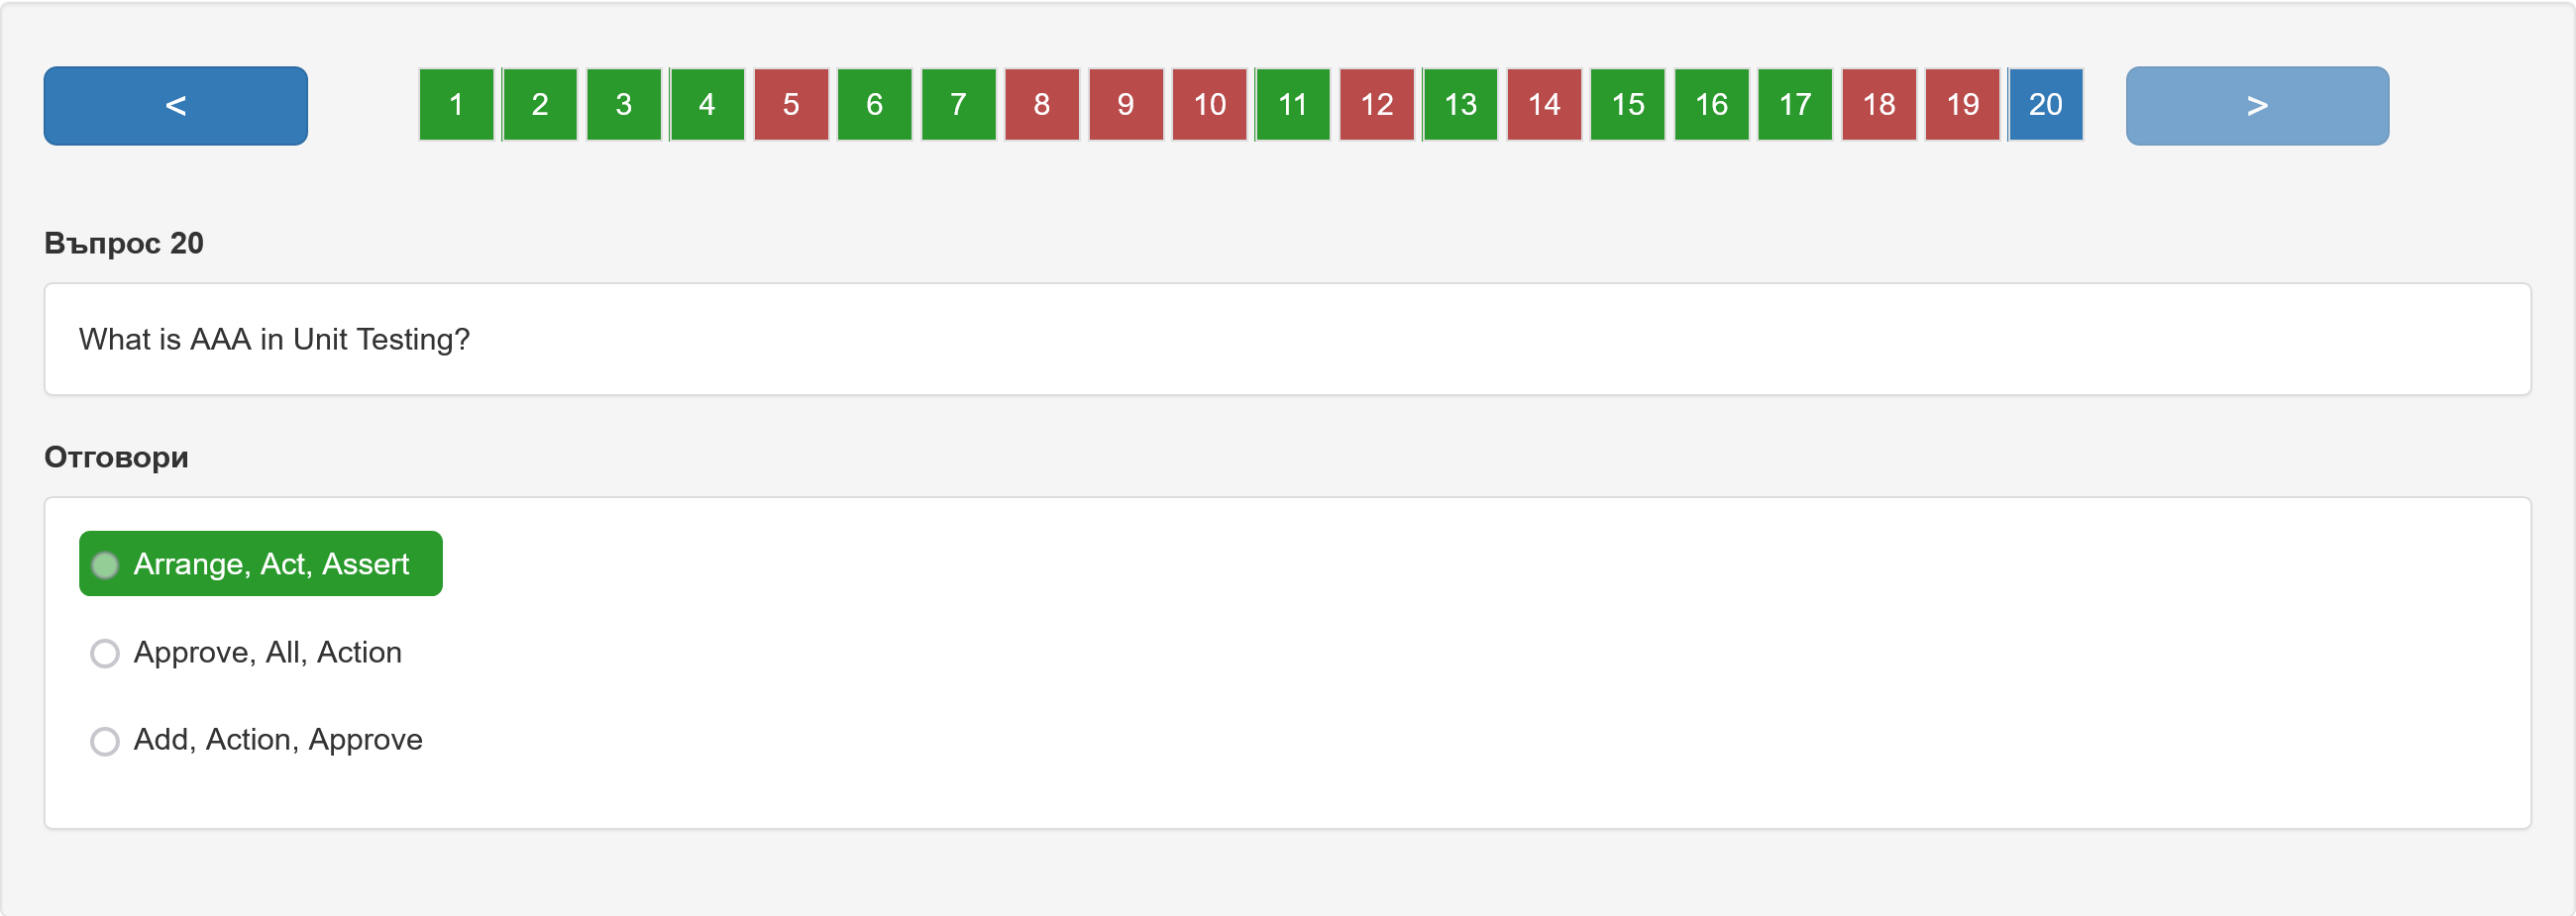 < 1 2 3 4 5 6 7 8 9 10 11 12 13 14 15 16 17 18 19 20 >
Въпрос 20
What is AAA in Unit Testing?
Отговори
Arrange, Act, Assert
Approve, All, Action
Add, Action, Approve